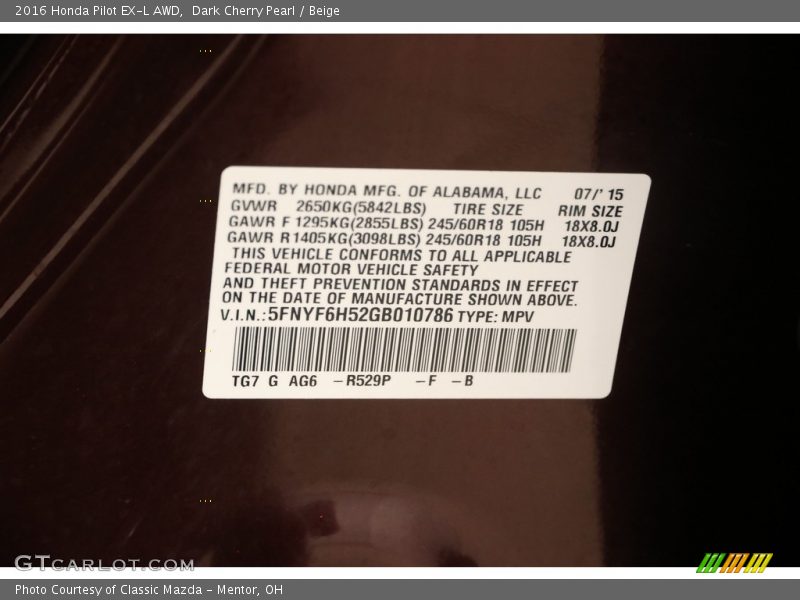 2016 Honda Pilot EX-L AWD,  Dark Cherry Pearl / Beige
MFD. BY HONDA MFG. OF ALABAMA, LLC 07/' 15
GVWR 2650KG(5842LBS) TIRE SIZE RIM SIZE
GAWR F 1295KG(2855LBS) 245/60R18 105H 18X8.0J
GAWR R1405KG(3098LBS) 245/60R18 105H 18X8.0J
THIS VEHICLE CONFORMS TO ALL APPLICABLE
FEDERAL MOTOR VEHICLE SAFETY
AND THEFT PREVENTION STANDARDS IN EFFECT
ON THE DATE OF MANUFACTURE SHOWN ABOVE.
V.I.N.:5FNYF6H52GB010786 TYPE: MPV
TG7 G AG6 -R529P -F -B
GTCARLOT.COM
Photo Courtesy of Classic Mazda - Mentor, OH